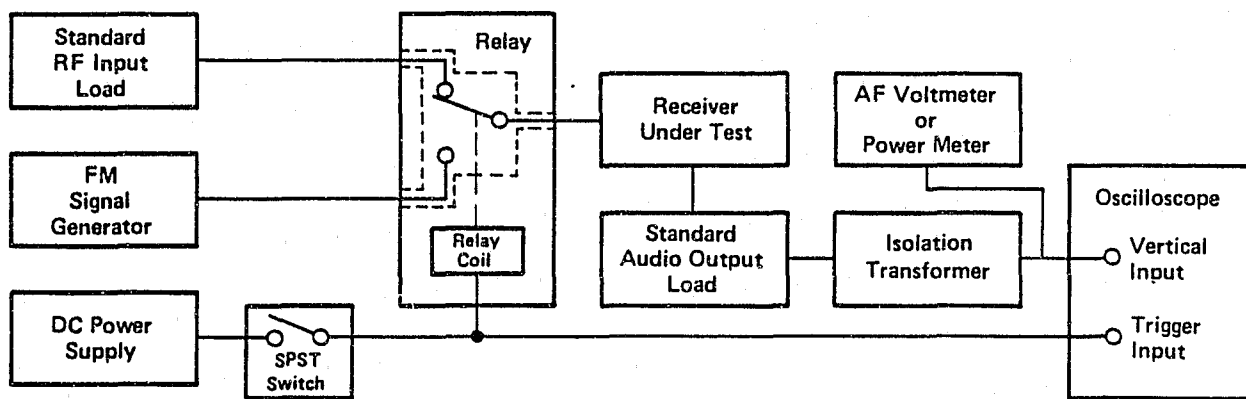 Standard
RF Input
Load
FM
Signal
Generator
DC Power
Supply
SPST
Switch
Relay
Relay
Coil
Receiver
Under Test
Standard
Audio Output
Load
AF Voltmeter
or
Power Meter
Isolation
Transformer
Oscilloscope
Vertical
Input
Trigger
Input